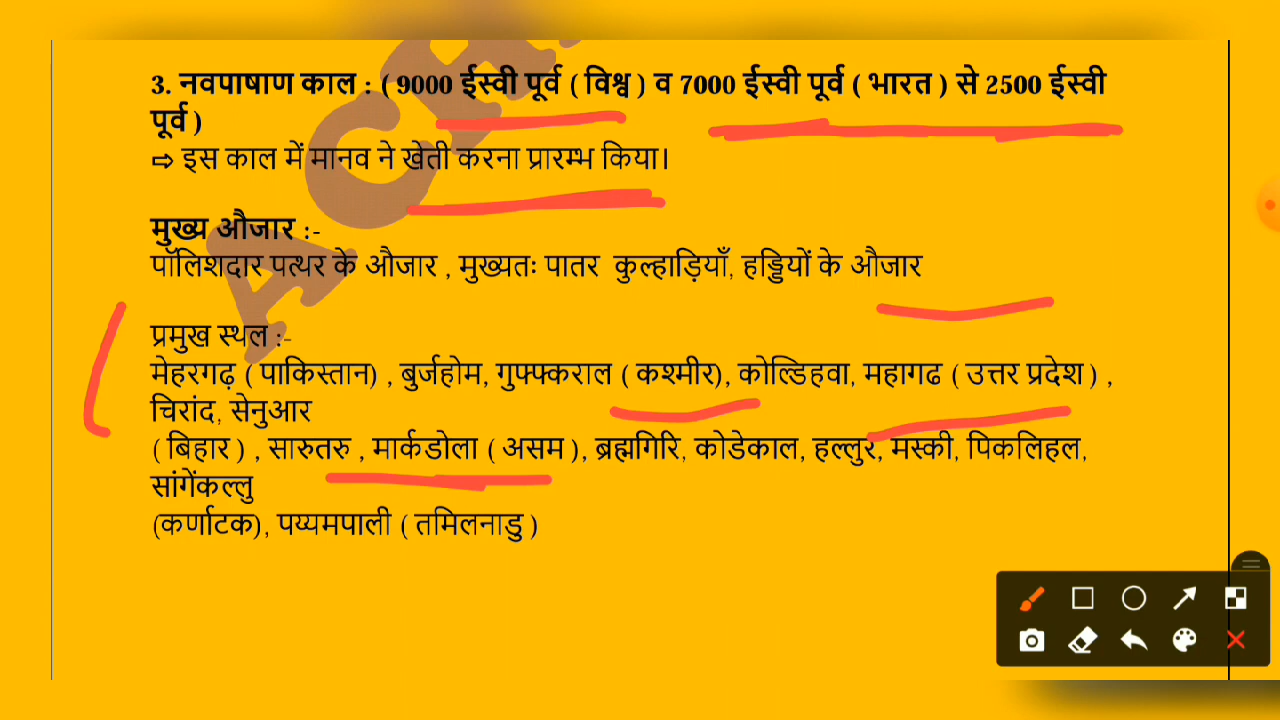 3. नवपाषाण काल : ( 9000 ईस्वी पूर्व ( विश्व ) व 7000 ईस्वी पूर्व ( भारत ) से 2500 ईस्वी
पूर्व )
⇨ इस काल में मानव ने खेती करना प्रारम्भ किया।
मुख्य औजार :-
पॉलिशदार पत्थर के औजार , मुख्यतः पातर कुल्हाड़ियाँ, हड्डियों के औजार
प्रमुख स्थल :-
मेहरगढ़ ( पाकिस्तान) , बुर्जहोम, गुफ्फ्कराल ( कश्मीर), कोल्डिहवा, महागढ ( उत्तर प्रदेश ) ,
चिरांद, सेनुआर
( बिहार ) , सारुतरु , मार्कडोला ( असम ), ब्रह्मगिरि, कोडेकाल, हल्लुर, मस्की, पिकलिहल,
सांगेंकल्लु
(कर्णाटक), पय्यमपाली ( तमिलनाडु )